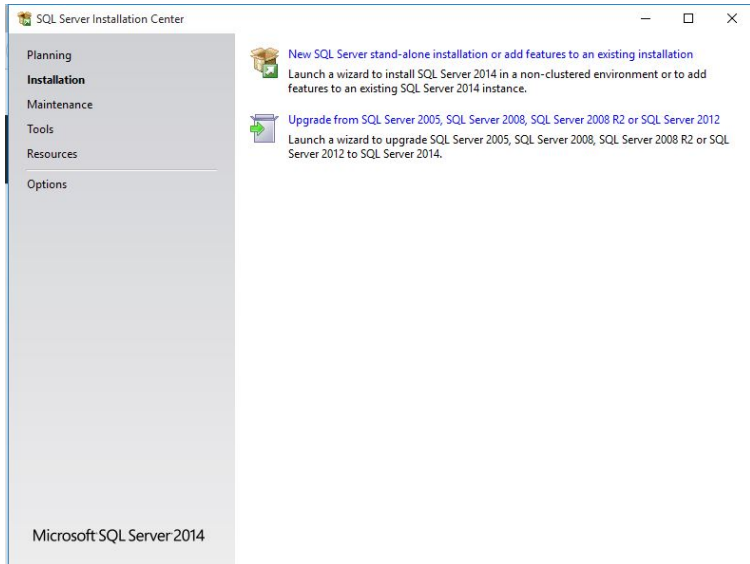 SQL Server Installation Center
Planning
Installation
Maintenance
Tools
Resources
Options
New SQL Server stand-alone installation or add features to an existing installation
Launch a wizard to install SQL Server 2014 in a non-clustered environment or to add
features to an existing SQL Server 2014 instance.
Upgrade from SQL Server 2005, SQL Server 2008, SQL Server 2008 R2 or SQL Server 2012
Launch a wizard to upgrade SQL Server 2005, SQL Server 2008, SQL Server 2008 R2 or SQL
Server 2012 to SQL Server 2014.
Microsoft SQL Server 2014